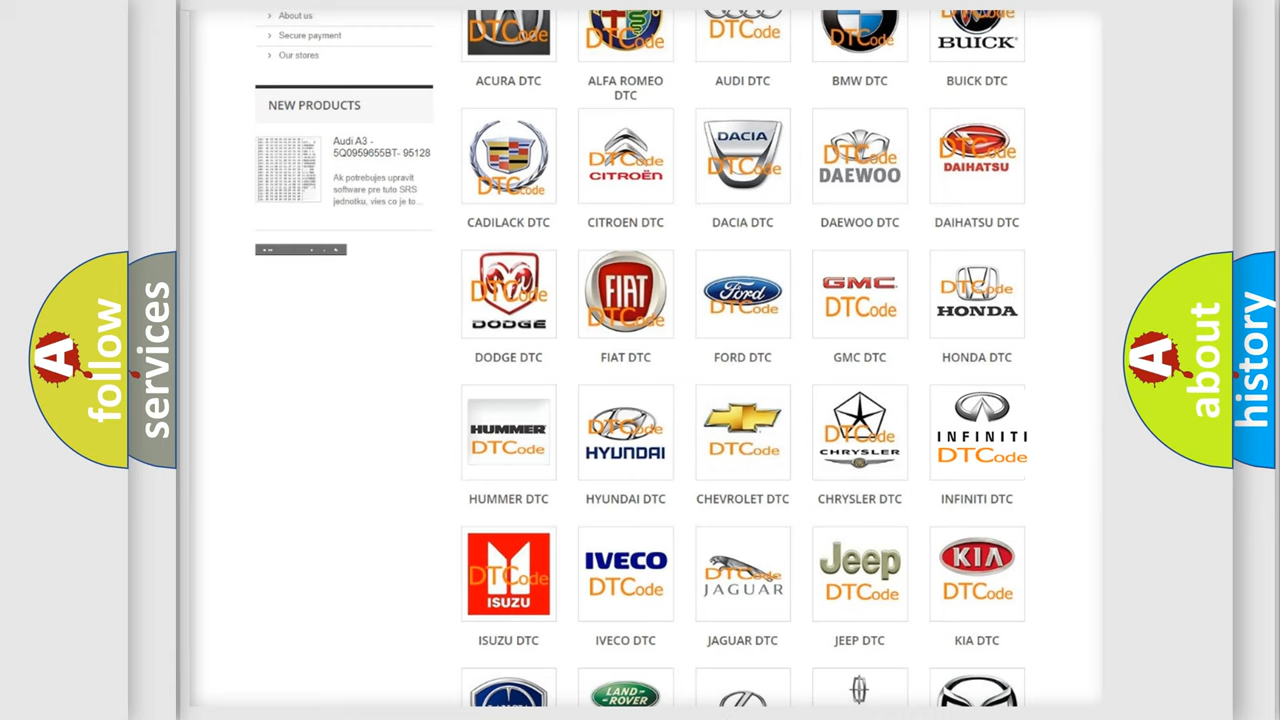 About us
Secure payment
Our stores
NEW PRODUCTS
Audi A3 -
5Q0959655BT- 95128
Ak potrebujes upravit
software pre tuto SRS
jednotku, vies co je to...
DTCode
DTCode
DTCode
DTCode
BUICK
ACURA DTC
ALFA ROMEO
DTC
AUDI DTC
BMW DTC
BUICK DTC
DTCode
DTCode
CITROËN
DACIA
DTCode
DTCode
DAEWOO
DTCode
DAIHATSU
CADILACK DTC
CITROEN DTC
DACIA DTC
DAEWOO DTC
DAIHATSU DTC
DTCode
DODGE
FIAT
DTCode
Ford
DTCode
GMC
DTCode
DTCode
HONDA
DODGE DTC
FIAT DTC
FORD DTC
GMC DTC
HONDA DTC
HUMMER
DTCode
DTCode
HYUNDAI
DTCode
DTCode
CHRYSLER
INFINITI
DTCode
HUMMER DTC
HYUNDAI DTC
CHEVROLET DTC
CHRYSLER DTC
INFINITI DTC
DTCode
ISUZU
IVECO
DTCode
DTCode
JAGUAR
Jeep
DTCode
KIA
DTCode
ISUZU DTC
IVECO DTC
JAGUAR DTC
JEEP DTC
KIA DTC
LAND-
ROVER
A follow
services
A about
history